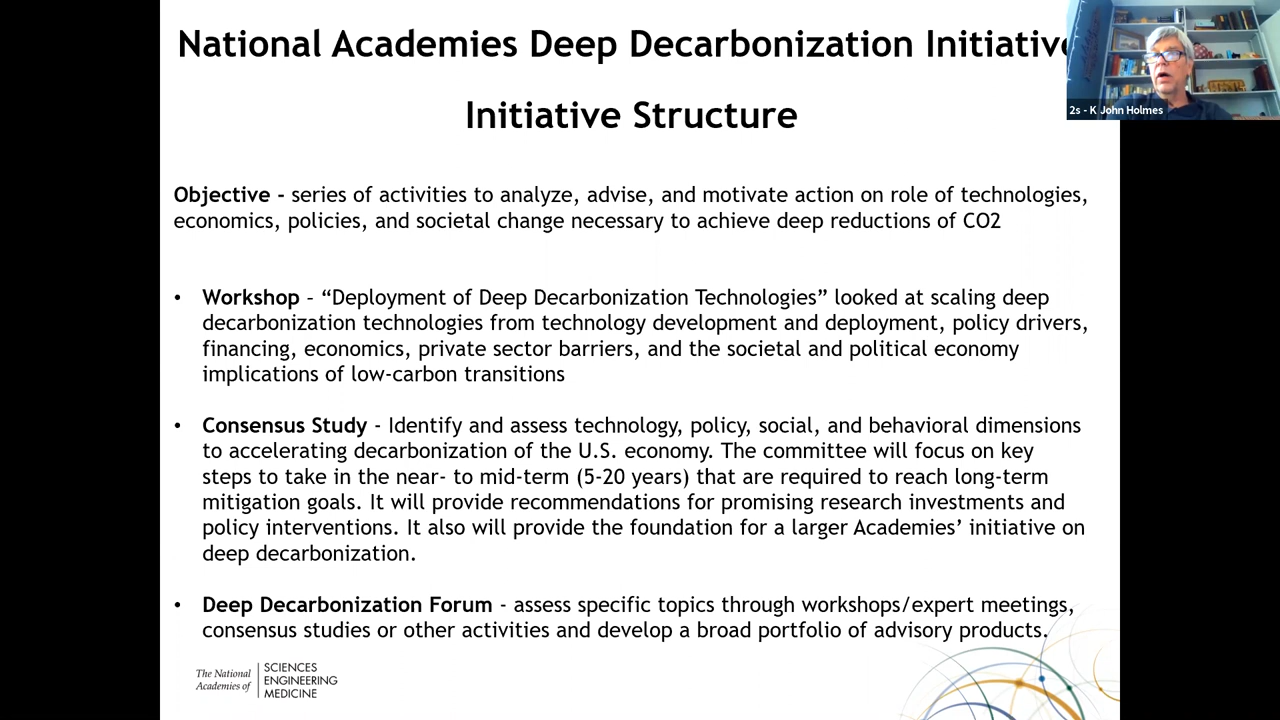 National Academies Deep Decarbonization Initiative
Initiative Structure
2s - K John Holmes
Objective - series of activities to analyze, advise, and motivate action on role of technologies,
economics, policies, and societal change necessary to achieve deep reductions of CO2
• Workshop – “Deployment of Deep Decarbonization Technologies” looked at scaling deep
decarbonization technologies from technology development and deployment, policy drivers,
financing, economics, private sector barriers, and the societal and political economy
implications of low-carbon transitions
• Consensus Study - Identify and assess technology, policy, social, and behavioral dimensions
to accelerating decarbonization of the U.S. economy. The committee will focus on key
steps to take in the near- to mid-term (5-20 years) that are required to reach long-term
mitigation goals. It will provide recommendations for promising research investments and
policy interventions. It also will provide the foundation for a larger Academies’ initiative on
deep decarbonization.
• Deep Decarbonization Forum - assess specific topics through workshops/expert meetings,
consensus studies or other activities and develop a broad portfolio of advisory products.
The National
Academies of
SCIENCES
ENGINEERING
MEDICINE